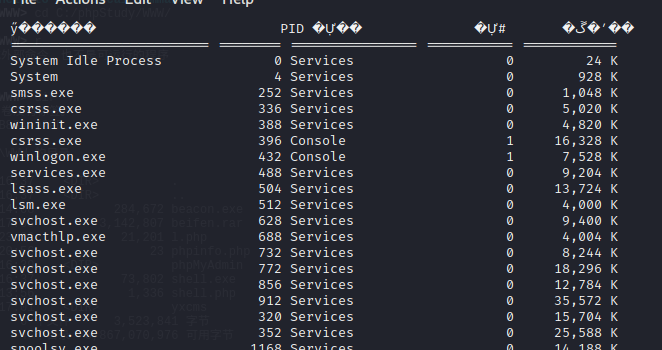 File Actions Edit View Help
PID
System Idle Process 0 Services 0 24 K
System 4 Services 0 928 K
smss.exe 252 Services 0 1,048 K
csrss.exe 336 Services 0 5,020 K
wininit.exe 388 Services 0 4,820 K
csrss.exe 396 Console 1 16,328 K
winlogon.exe 432 Console 1 7,528 K
services.exe 488 Services 0 9,204 K
lsass.exe 504 Services 0 13,724 K
lsm.exe 512 Services 0 4,000 K
svchost.exe 628 Services 0 9,400 K
vmacthlp.exe 688 Services 0 4,004 K
svchost.exe 732 Services 0 8,244 K
svchost.exe 772 Services 0 18,296 K
svchost.exe 856 Services 0 12,784 K
svchost.exe 912 Services 0 35,572 K
svchost.exe 320 Services 0 15,704 K
svchost.exe 352 Services 0 25,588 K
spoolsv.exe 1168 Services 0 14,188 K